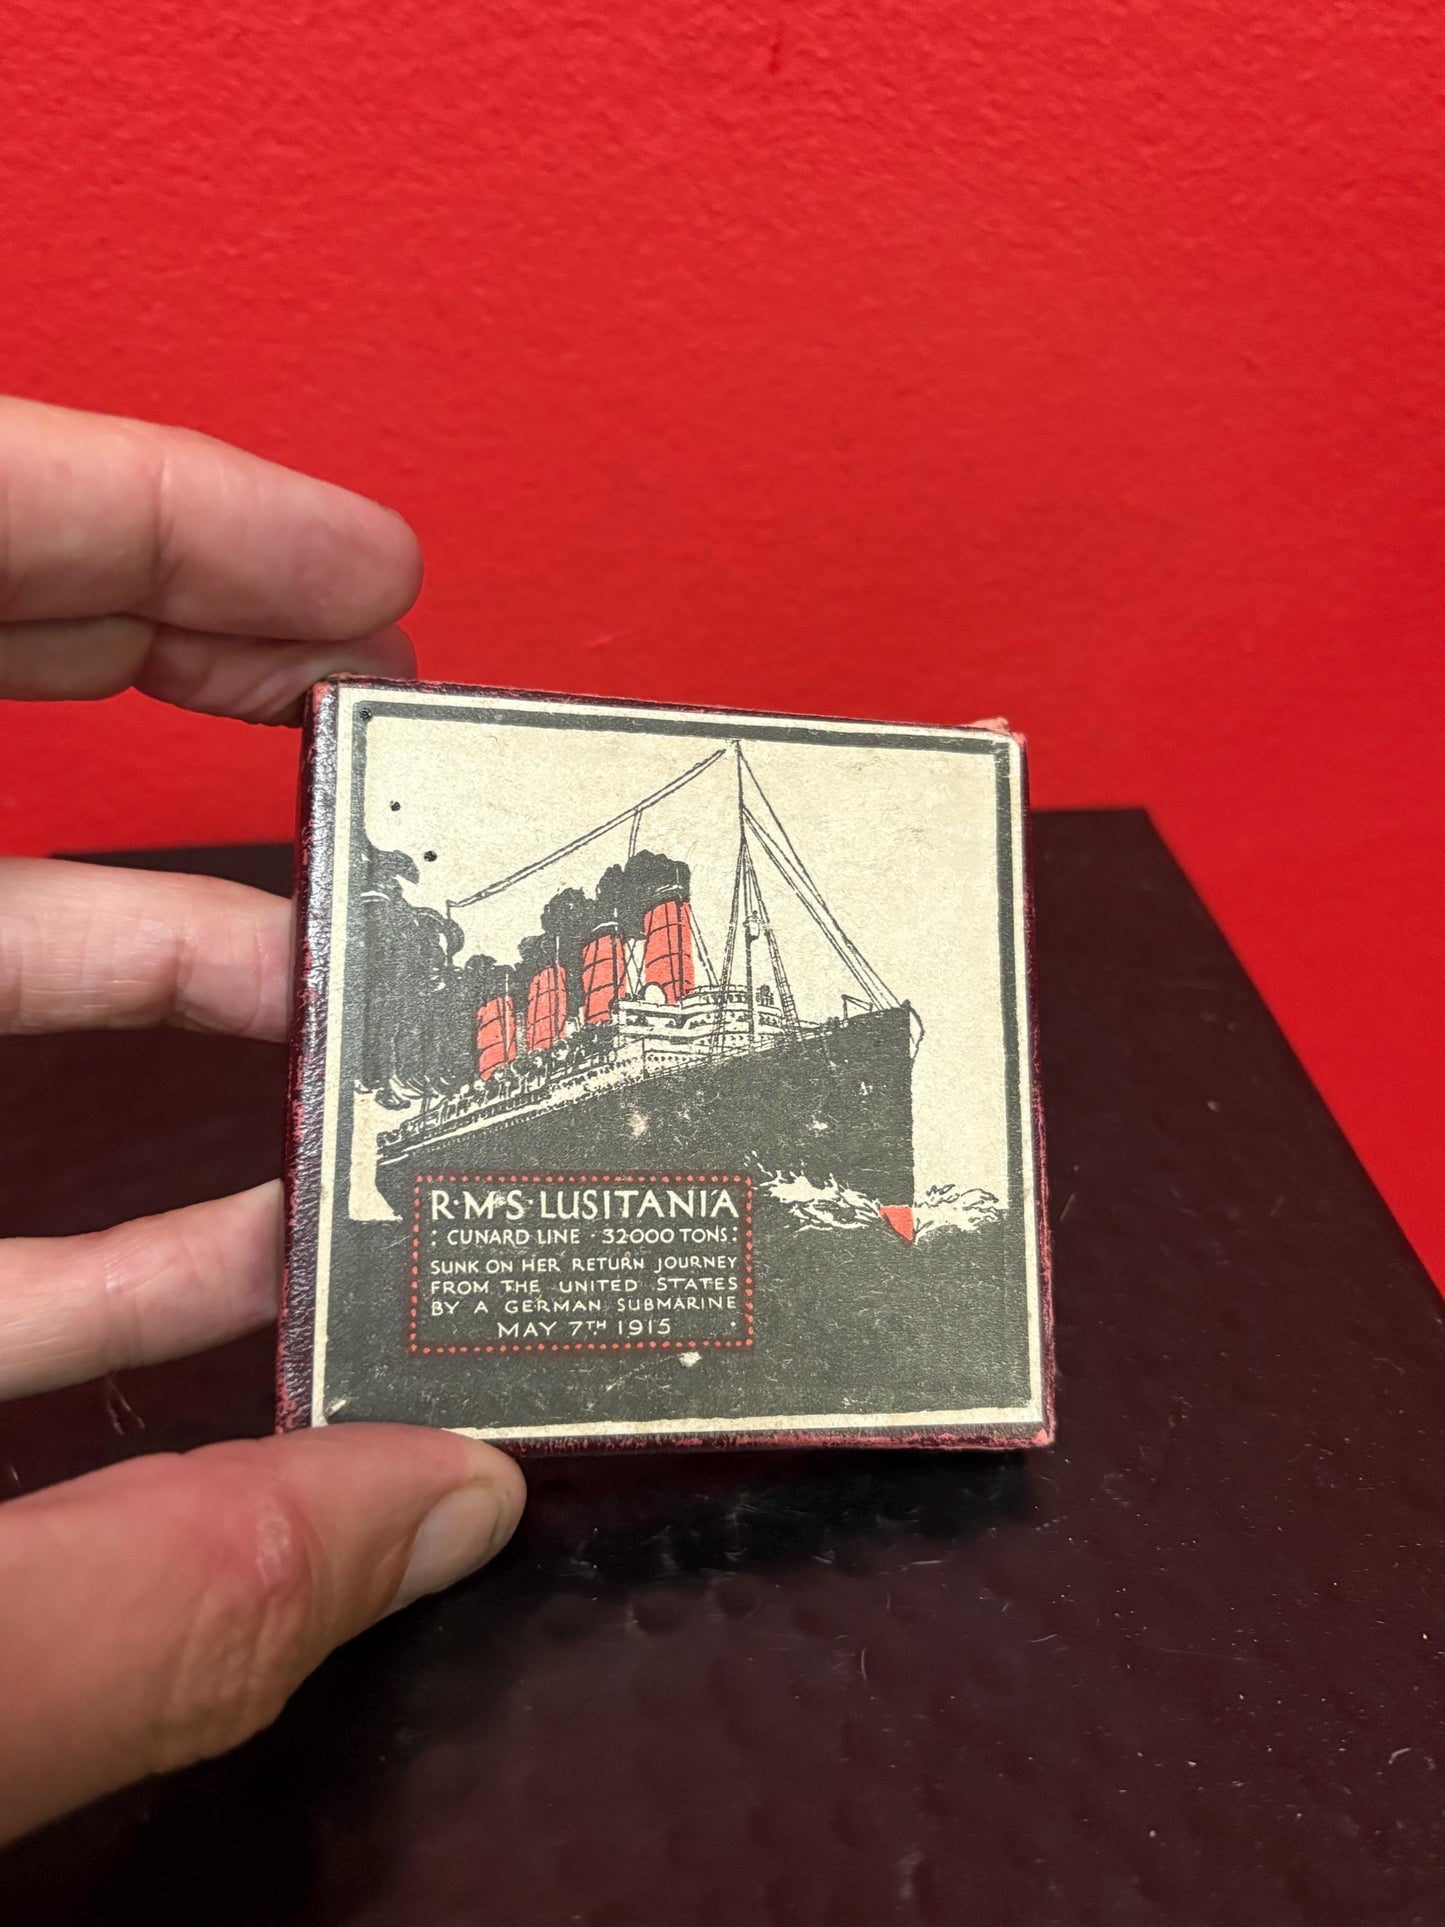 R·M·S·LUSITANIA
: CUNARD LINE · 32000 TONS :
SUNK ON HER RETURN JOURNEY
FROM THE UNITED STATES
BY A GERMAN SUBMARINE
MAY 7TH 1915